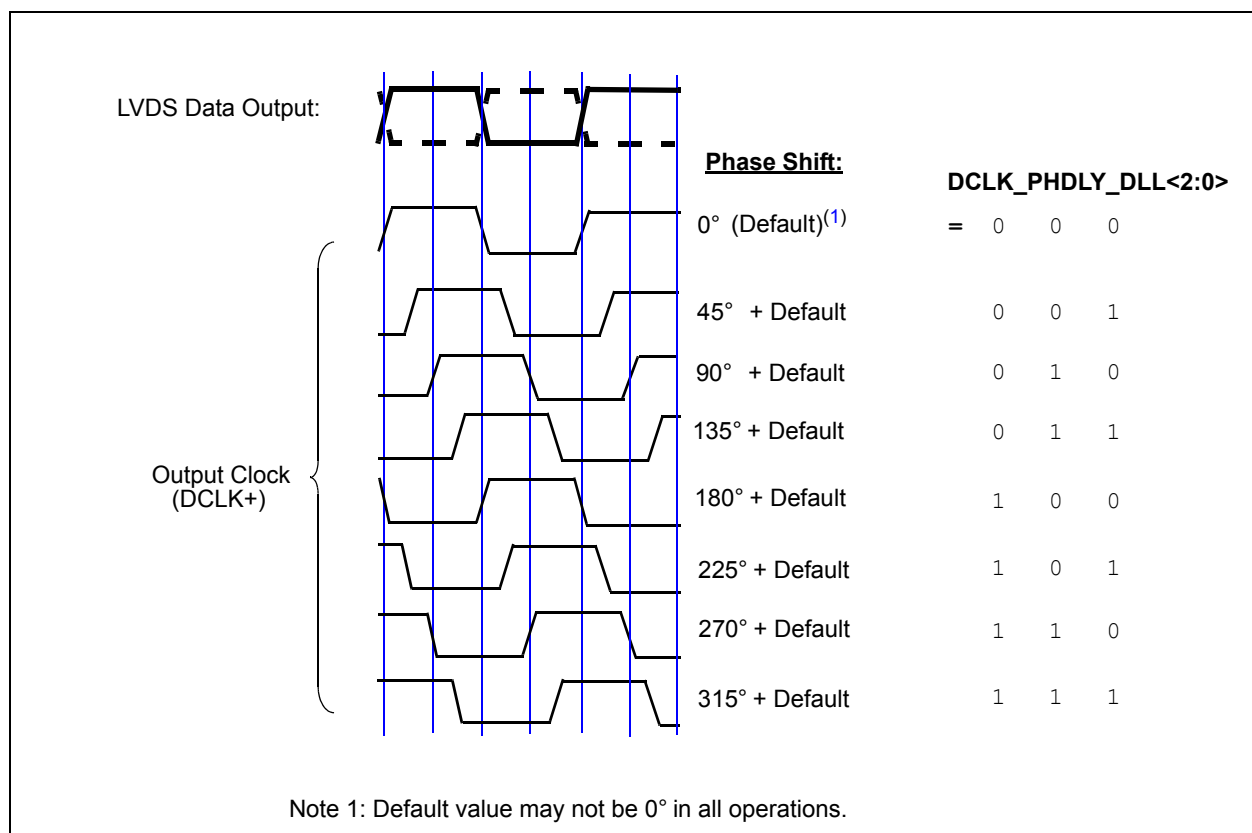 LVDS Data Output:
Phase Shift:
DCLK_PHDLY_DLL<2:0>
0° (Default)(1) = 0 0 0
45° + Default 0 0 1
90° + Default 0 1 0
135° + Default 0 1 1
Output Clock
(DCLK+)
180° + Default 1 0 0
225° + Default 1 0 1
270° + Default 1 1 0
315° + Default 1 1 1
Note 1: Default value may not be 0° in all operations.